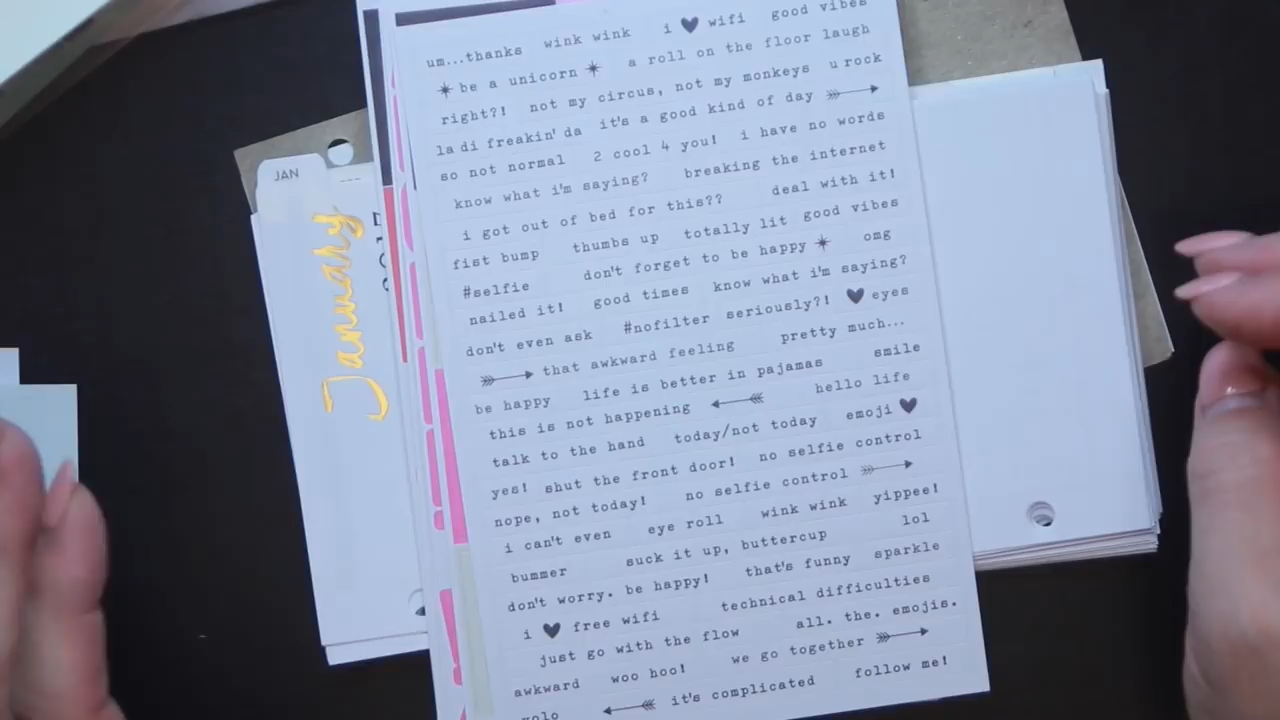 um...thanks wink wink i ♥ wifi good vibes
be a unicorn a roll on the floor laugh
right?! not my circus, not my monkeys u rock
la di freakin' da it's a good kind of day
so not normal 2 cool 4 you! i have no words
know what i'm saying? breaking the internet
i got out of bed for this?? deal with it!
fist bump thumbs up totally lit good vibes
#selfie don't forget to be happy omg
nailed it! good times know what i'm saying?
don't even ask #nofilter seriously?! ♥ eyes
that awkward feeling pretty much...
be happy life is better in pajamas smile
this is not happening hello life
talk to the hand today/not today emoji ♥
yes! shut the front door! no selfie control
nope, not today! no selfie control
i can't even eye roll wink wink yippee!
bummer suck it up, buttercup lol
don't worry. be happy! that's funny sparkle
i ♥ free wifi technical difficulties
just go with the flow all. the. emojis.
awkward woo hoo! we go together
yolo it's complicated follow me!
JAN
January